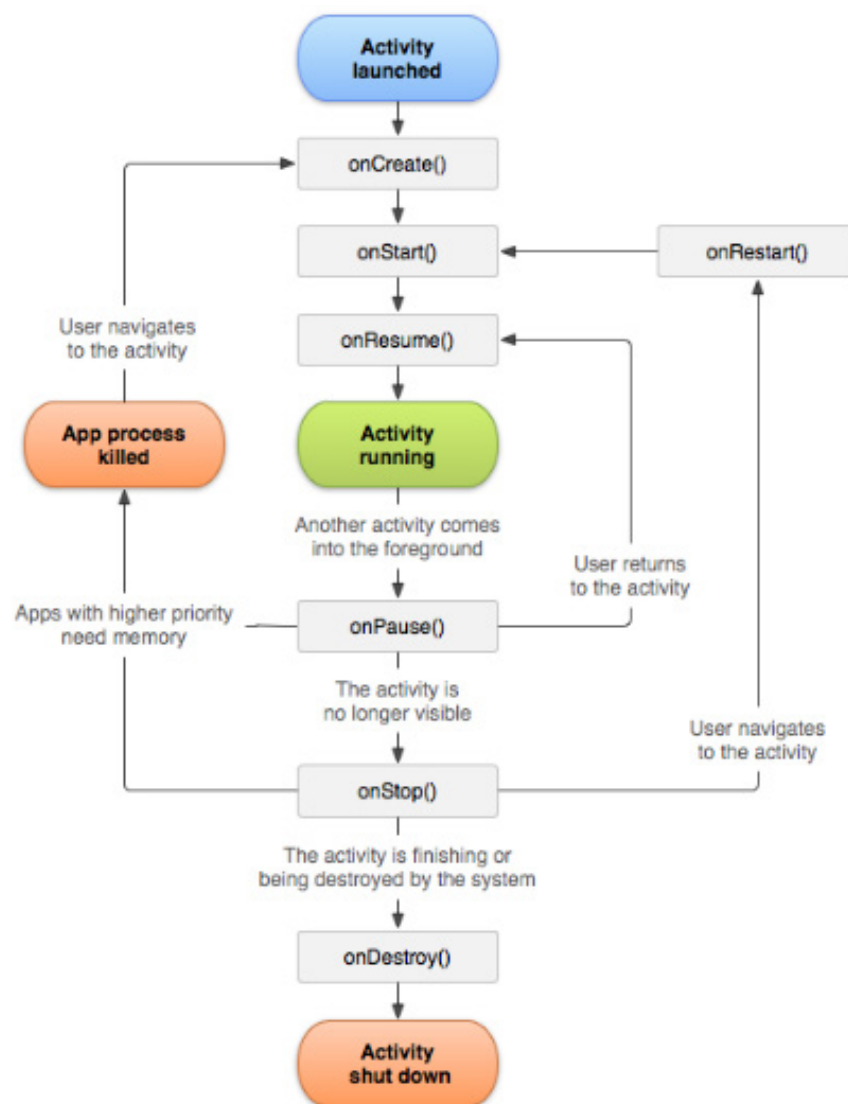 Activity
launched
onCreate()
onStart()
onRestart()
User navigates
to the activity
onResume()
App process
killed
Activity
running
Another activity comes
into the foreground
User returns
to the activity
Apps with higher priority
need memory
onPause()
The activity is
no longer visible
User navigates
to the activity
onStop()
The activity is finishing or
being destroyed by the system
onDestroy()
Activity
shut down